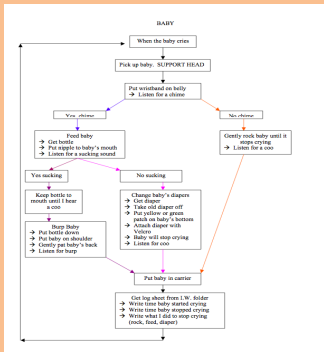 BABY
When the baby cries
Pick up baby. SUPPORT HEAD
Put wristband on belly
→ Listen for a chime
Yes chime
No chime
Feed baby
→ Get bottle
→ Put nipple to baby's mouth
→ Listen for a sucking sound
Gently rock baby until it
stops crying
→ Listen for a coo
Yes sucking
No sucking
Keep bottle to
mouth until I hear
a coo
Change baby's diapers
→ Get diaper
→ Take old diaper off
→ Put yellow or green
patch on baby's bottom
→ Attach diaper with
Velcro
→ Baby will stop crying
→ Listen for coo
Burp Baby
→ Put bottle down
→ Put baby on shoulder
→ Gently pat baby's back
→ Listen for burp
Put baby in carrier
Get log sheet from I.W. folder
→ Write time baby started crying
→ Write time baby stopped crying
→ Write what I did to stop crying
(rock, feed, diaper)